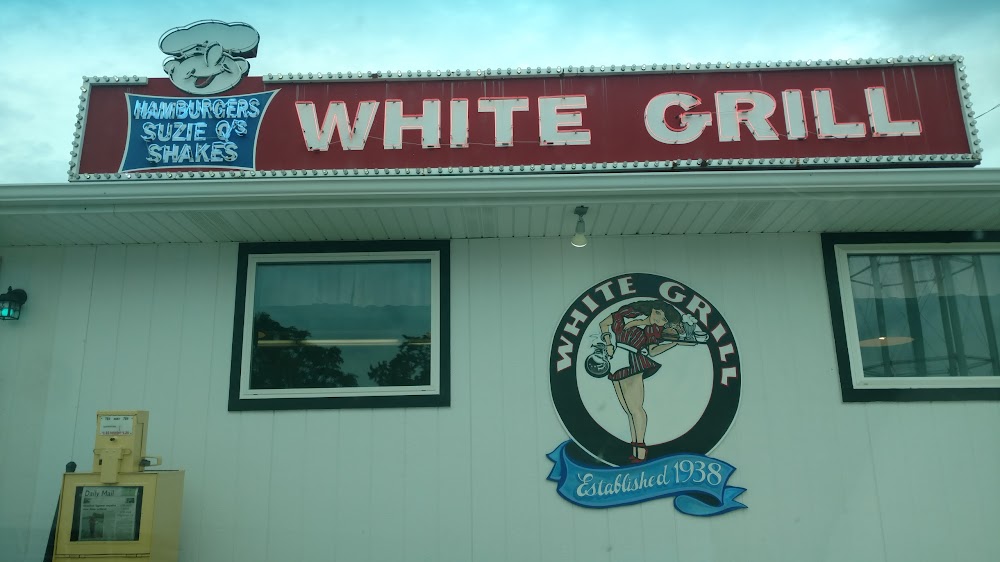 HAMBURGERS
SUZIE Q's
SHAKES
WHITE GRILL
WHITE GRILL
Established 1938
Daily Mail